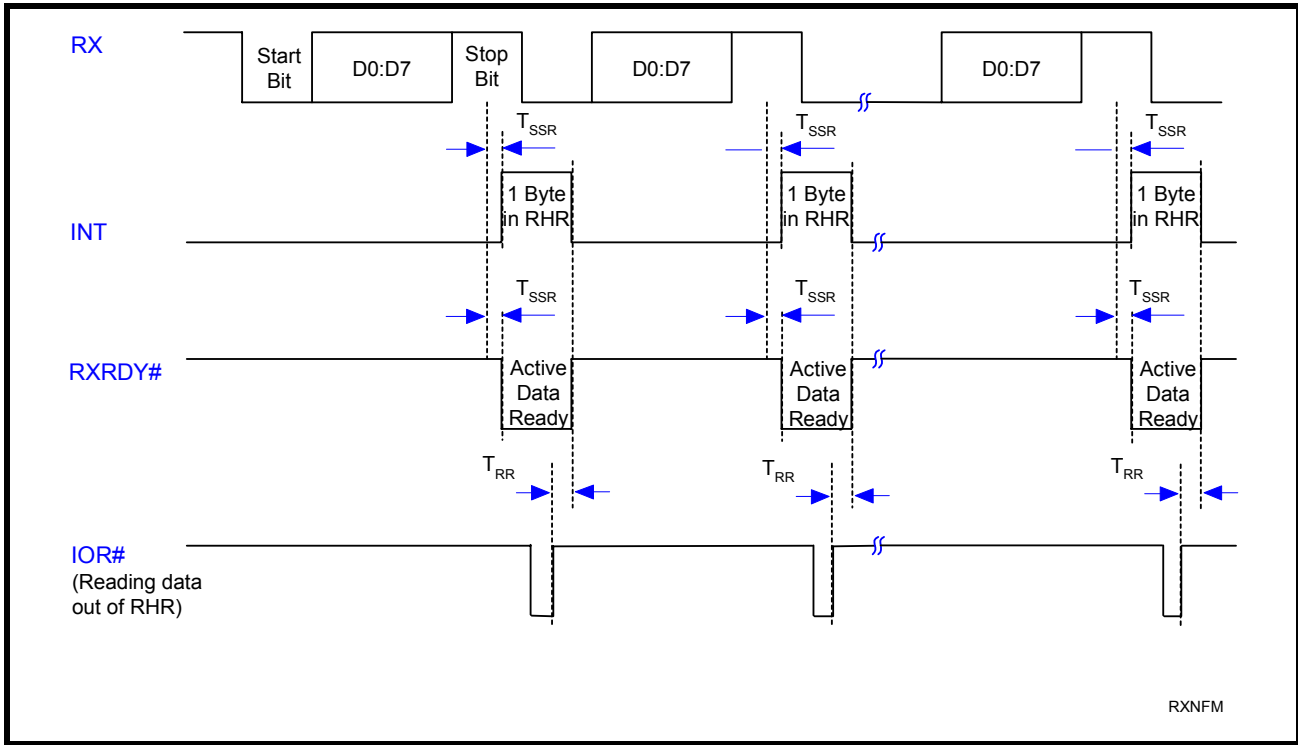 RX
Start
Bit
D0:D7
Stop
Bit
D0:D7
D0:D7
TSSR
TSSR
TSSR
INT
1 Byte
in RHR
1 Byte
in RHR
1 Byte
in RHR
TSSR
TSSR
TSSR
RXRDY#
Active
Data
Ready
Active
Data
Ready
Active
Data
Ready
TRR
TRR
TRR
IOR#
(Reading data
out of RHR)
RXNFM